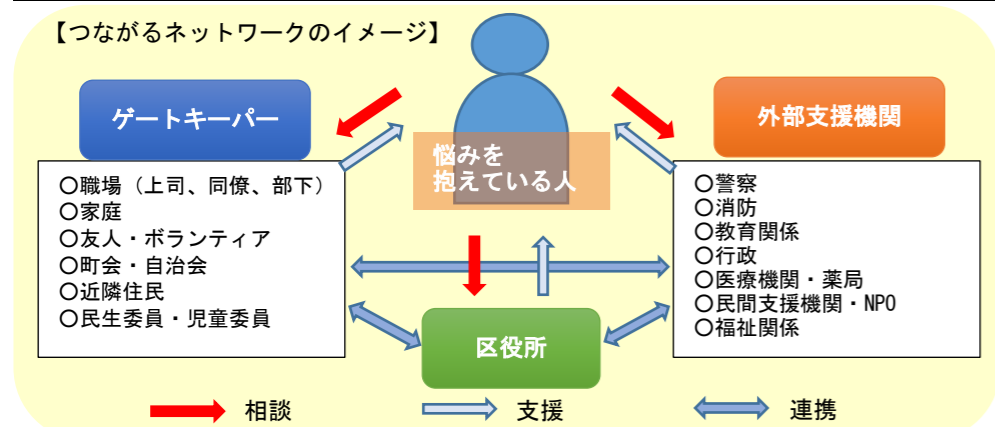 【つながるネットワークのイメージ】
ゲートキーパー
外部支援機関
悩みを
抱えている人
〇職場（上司、同僚、部下）
〇家庭
〇友人・ボランティア
〇町会・自治会
〇近隣住民
〇民生委員・児童委員
〇警察
〇消防
〇教育関係
〇行政
〇医療機関・薬局
〇民間支援機関・NPO
〇福祉関係
区役所
相談
支援
連携